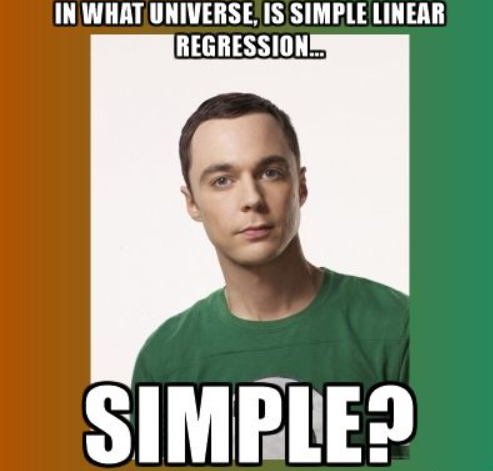 IN WHAT UNIVERSE, IS SIMPLE LINEAR
REGRESSION...
SIMPLE?